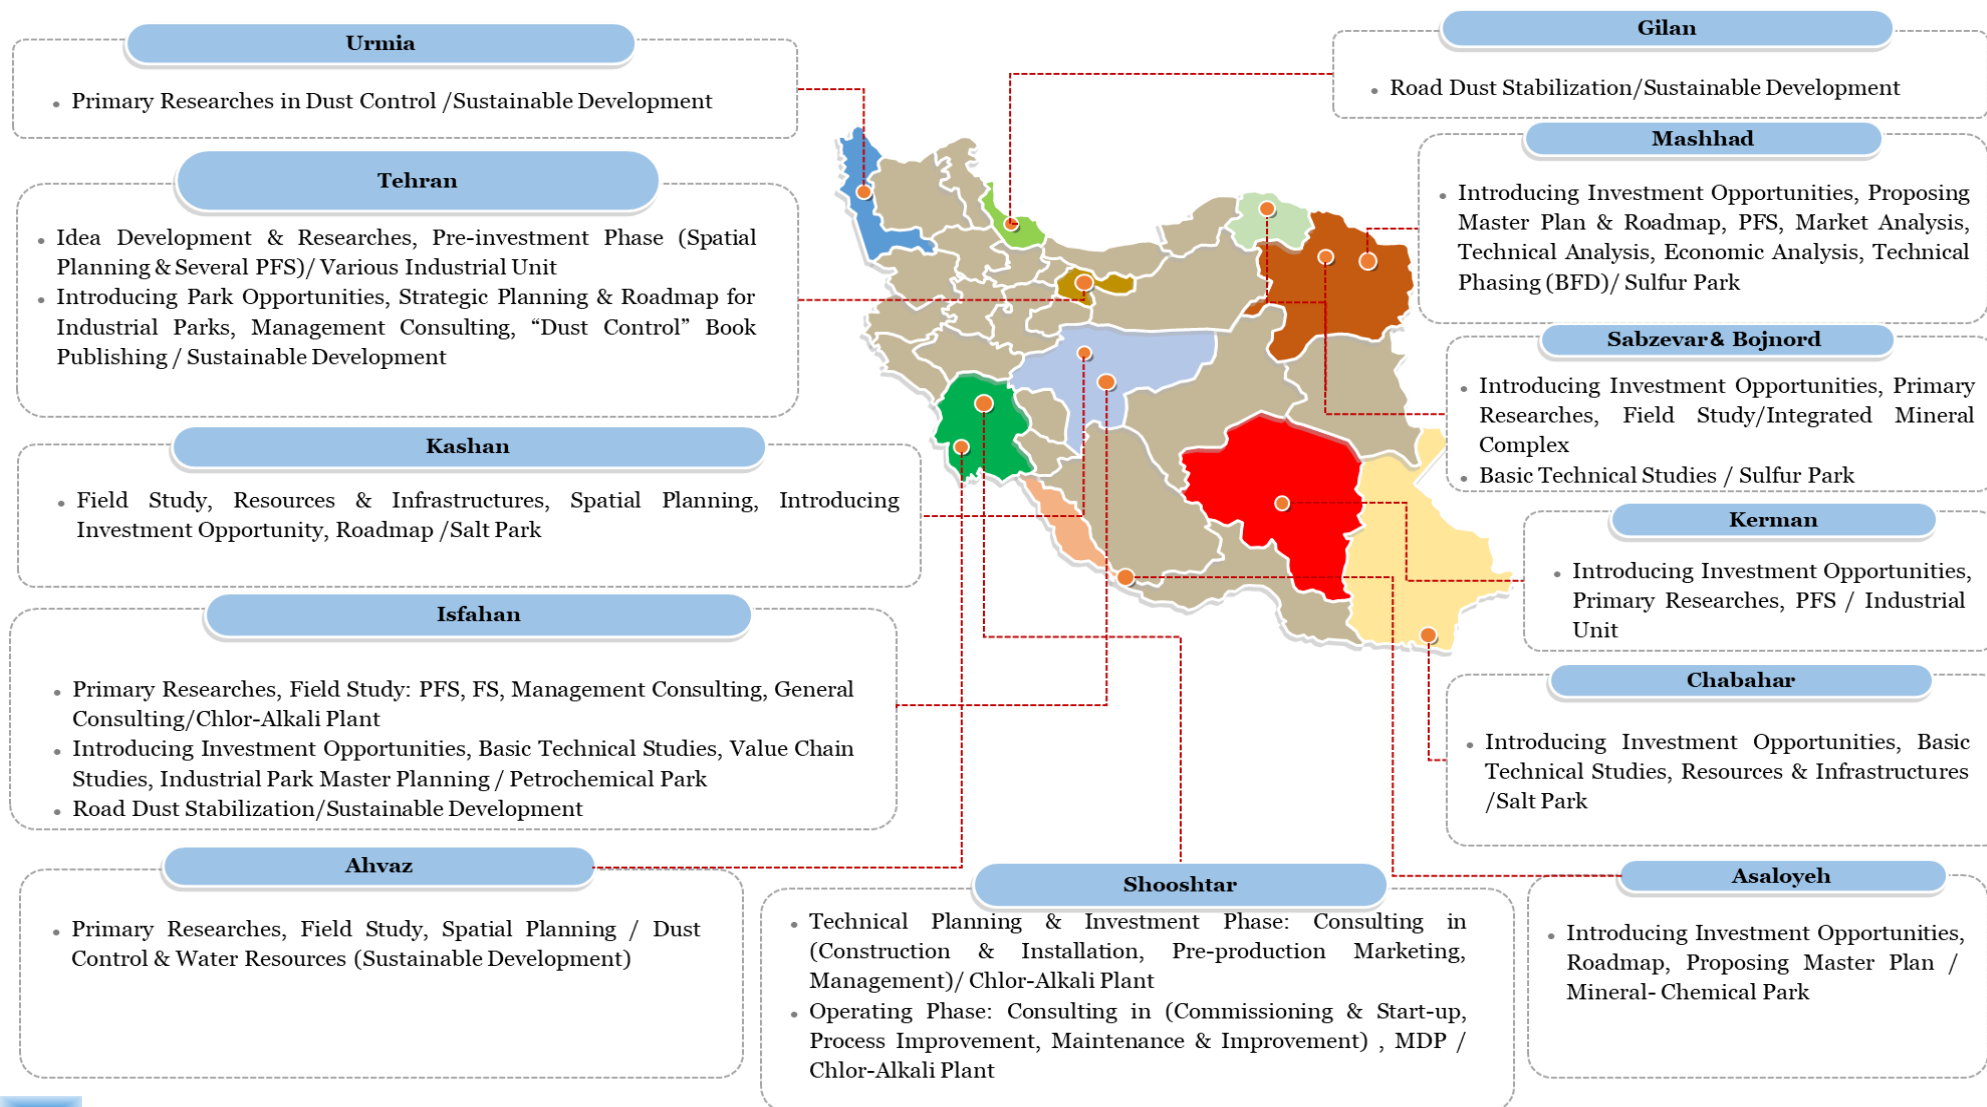 Urmia
• Primary Researches in Dust Control /Sustainable Development
Tehran
• Idea Development & Researches, Pre-investment Phase (Spatial
Planning & Several PFS)/ Various Industrial Unit
• Introducing Park Opportunities, Strategic Planning & Roadmap for
Industrial Parks, Management Consulting, “Dust Control” Book
Publishing / Sustainable Development
Kashan
• Field Study, Resources & Infrastructures, Spatial Planning, Introducing
Investment Opportunity, Roadmap /Salt Park
Isfahan
• Primary Researches, Field Study: PFS, FS, Management Consulting, General
Consulting/Chlor-Alkali Plant
• Introducing Investment Opportunities, Basic Technical Studies, Value Chain
Studies, Industrial Park Master Planning / Petrochemical Park
• Road Dust Stabilization/Sustainable Development
Ahvaz
• Primary Researches, Field Study, Spatial Planning / Dust
Control & Water Resources (Sustainable Development)
Shooshtar
• Technical Planning & Investment Phase: Consulting in
(Construction & Installation, Pre-production Marketing,
Management)/ Chlor-Alkali Plant
• Operating Phase: Consulting in (Commissioning & Start-up,
Process Improvement, Maintenance & Improvement) , MDP /
Chlor-Alkali Plant
Gilan
• Road Dust Stabilization/Sustainable Development
Mashhad
• Introducing Investment Opportunities, Proposing
Master Plan & Roadmap, PFS, Market Analysis,
Technical Analysis, Economic Analysis, Technical
Phasing (BFD)/ Sulfur Park
Sabzevar & Bojnord
• Introducing Investment Opportunities, Primary
Researches, Field Study/Integrated Mineral
Complex
• Basic Technical Studies / Sulfur Park
Kerman
• Introducing Investment Opportunities,
Primary Researches, PFS / Industrial
Unit
Chabahar
• Introducing Investment Opportunities, Basic
Technical Studies, Resources & Infrastructures
/Salt Park
Asaloyeh
• Introducing Investment Opportunities,
Roadmap, Proposing Master Plan /
Mineral- Chemical Park